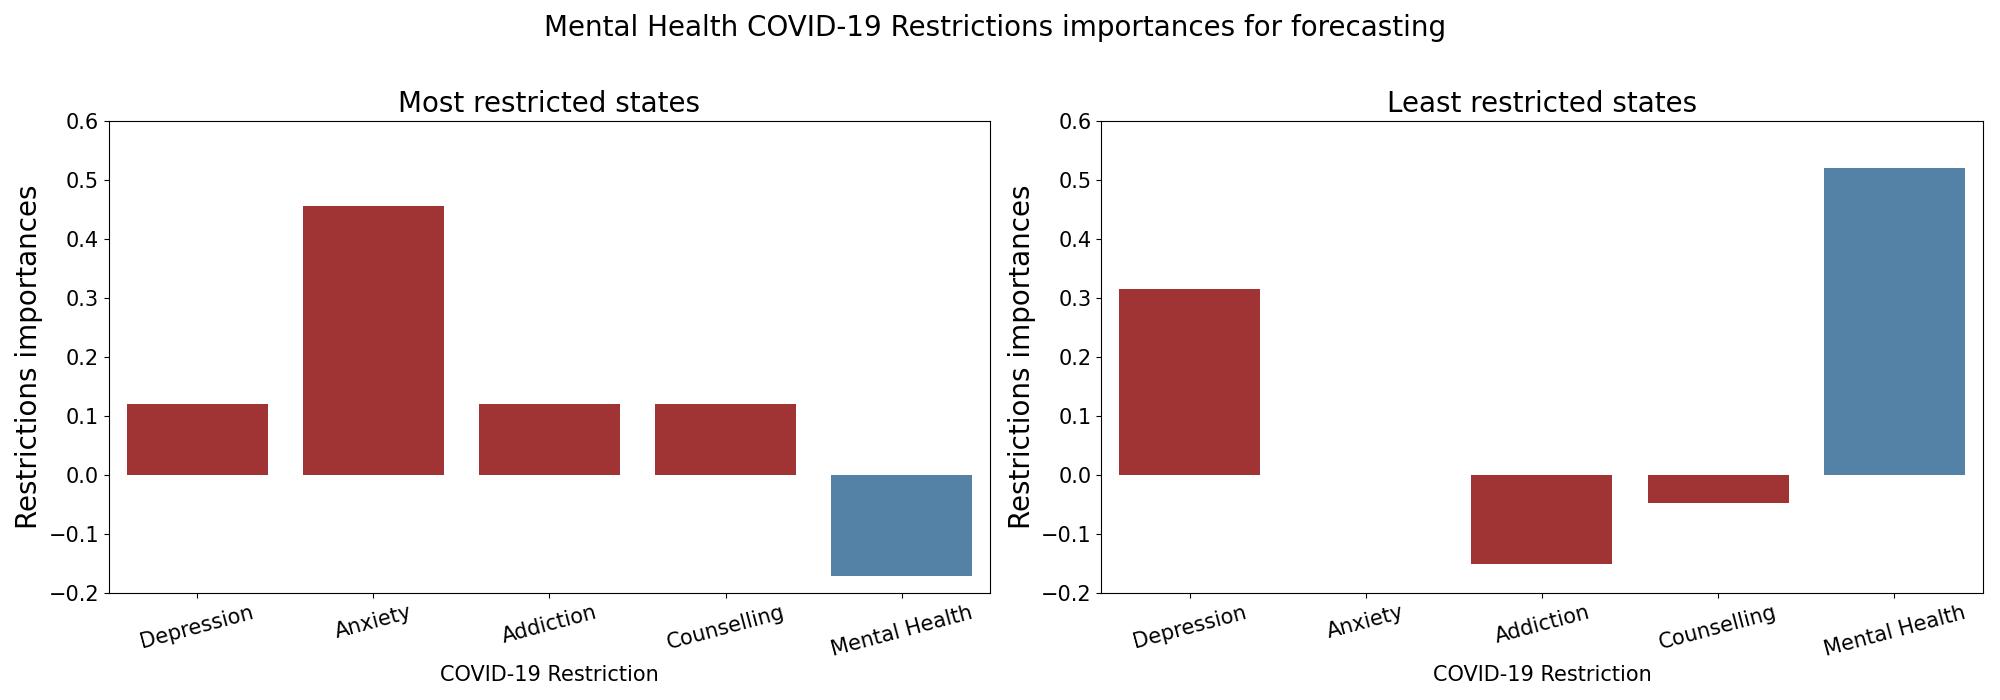 Mental Health COVID-19 Restrictions importances for forecasting
Most restricted states
Restrictions importances
0.6
0.5
0.4
0.3
0.2
0.1
0.0
−0.1
−0.2
Depression Anxiety Addiction Counselling Mental Health
COVID-19 Restriction
Least restricted states
Restrictions importances
0.6
0.5
0.4
0.3
0.2
0.1
0.0
−0.1
−0.2
Depression Anxiety Addiction Counselling Mental Health
COVID-19 Restriction